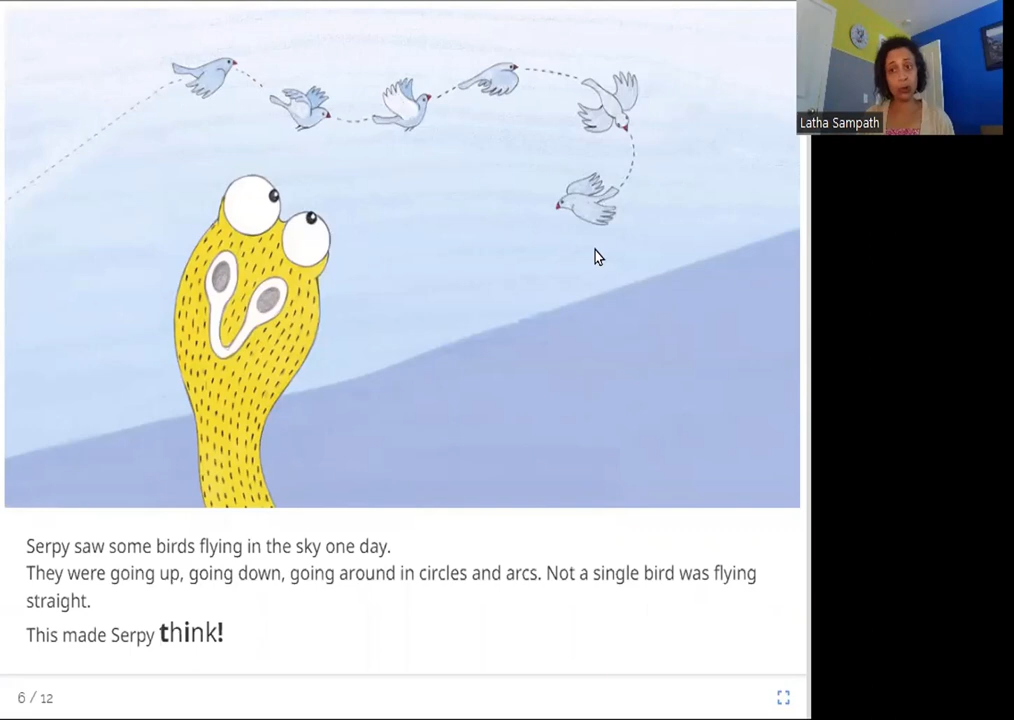 Latha Sampath
Serpy saw some birds flying in the sky one day.
They were going up, going down, going around in circles and arcs. Not a single bird was flying
straight.
This made Serpy think!
6 / 12